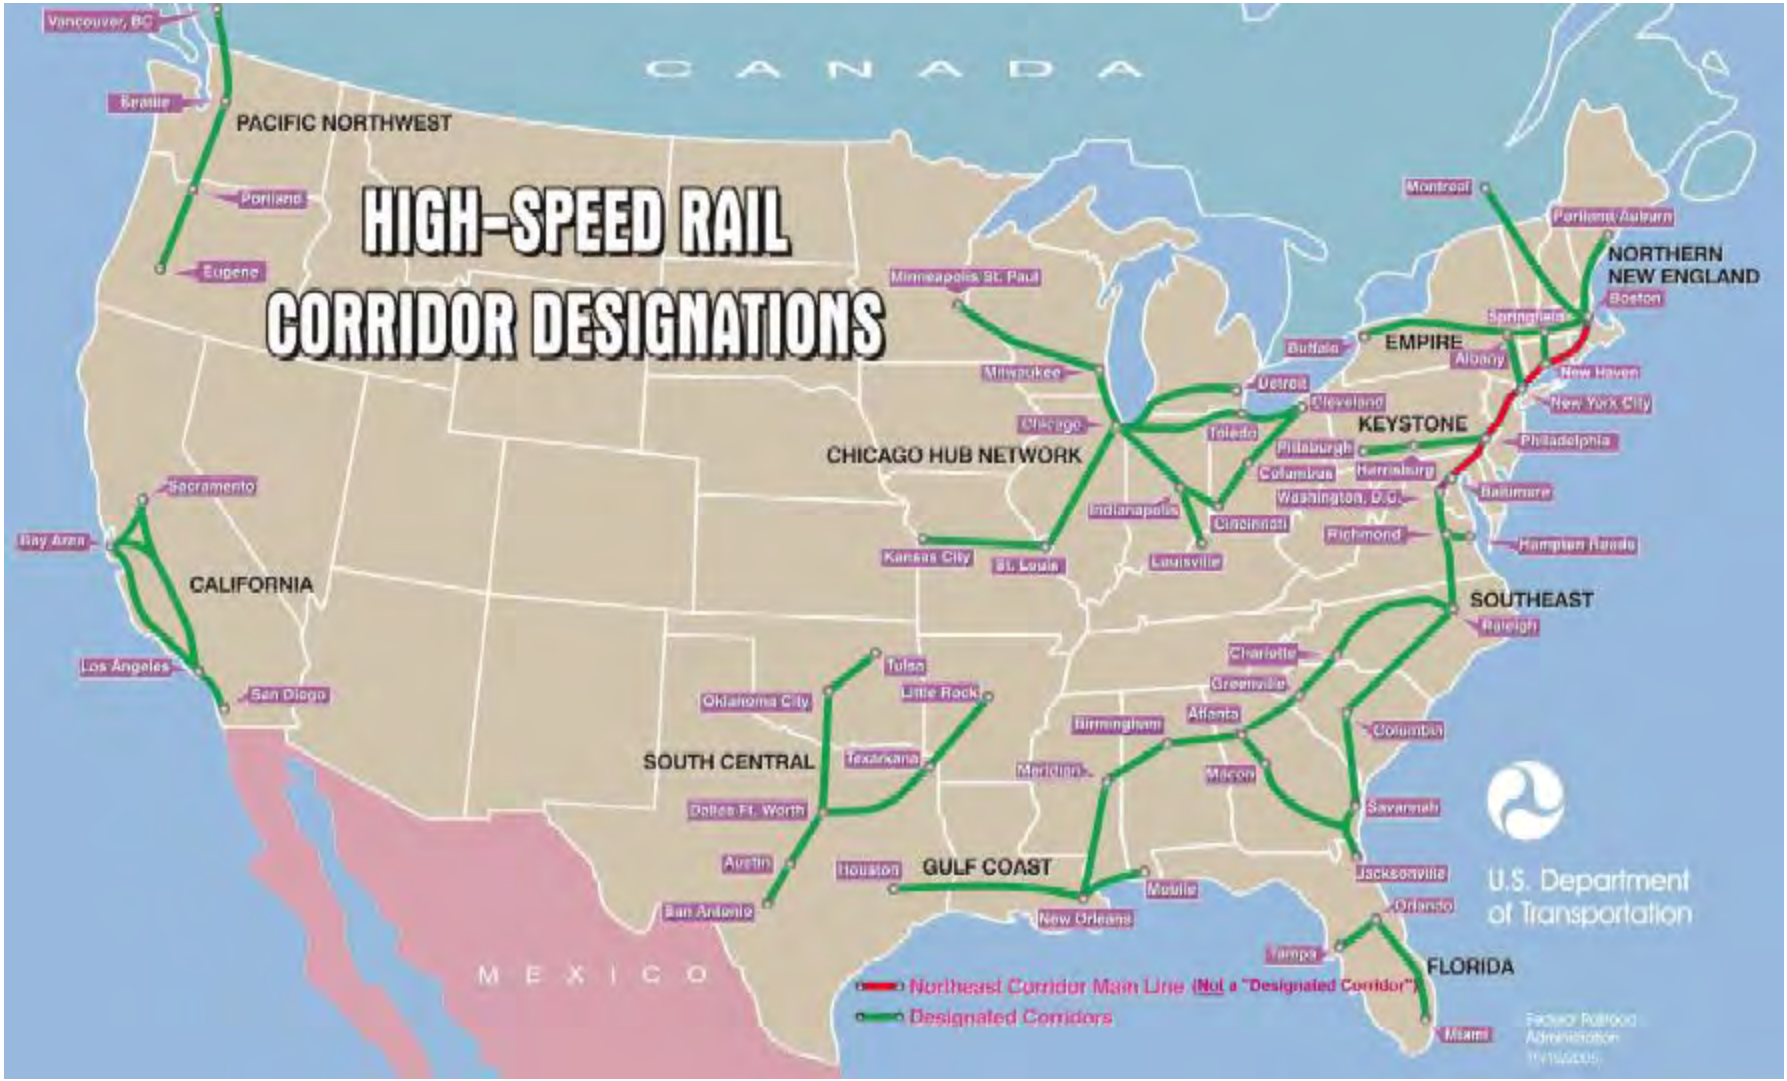 Vancouver, BC
CANADA
Seattle
PACIFIC NORTHWEST
Portland
Eugene
HIGH-SPEED RAIL
CORRIDOR DESIGNATIONS
Montreal
Portland/Auburn
NORTHERN
NEW ENGLAND
Boston
Springfield
Minneapolis St. Paul
Buffalo
EMPIRE
Albany
New Haven
New York City
Milwaukee
Detroit
Cleveland
Chicago
Toledo
KEYSTONE
Pittsburgh
Harrisburg
Philadelphia
CHICAGO HUB NETWORK
Columbus
Washington, D.C.
Baltimore
Indianapolis
Cincinnati
Richmond
Hampton Roads
Kansas City
St. Louis
Louisville
Sacramento
Bay Area
CALIFORNIA
Los Angeles
San Diego
SOUTHEAST
Raleigh
Charlotte
Greenville
Tulsa
Oklahoma City
Little Rock
Birmingham
Atlanta
Columbia
SOUTH CENTRAL
Texarkana
Meridian
Macon
Dallas Ft. Worth
Savannah
Austin
Houston
GULF COAST
Mobile
Jacksonville
San Antonio
New Orleans
Orlando
Tampa
FLORIDA
Miami
U.S. Department
of Transportation
MEXICO
Northeast Corridor Main Line (Not a "Designated Corridor")
Designated Corridors
Federal Railroad
Administration